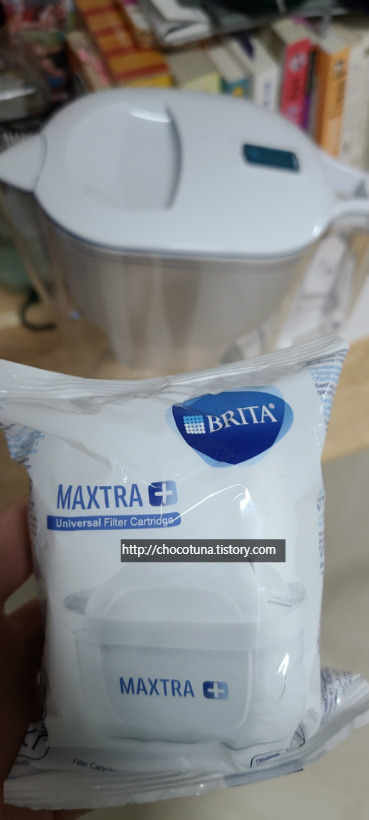 BRITA®
MAXTRA +
Universal Filter Cartridge
http://chocotuna.tistory.com
MAXTRA +